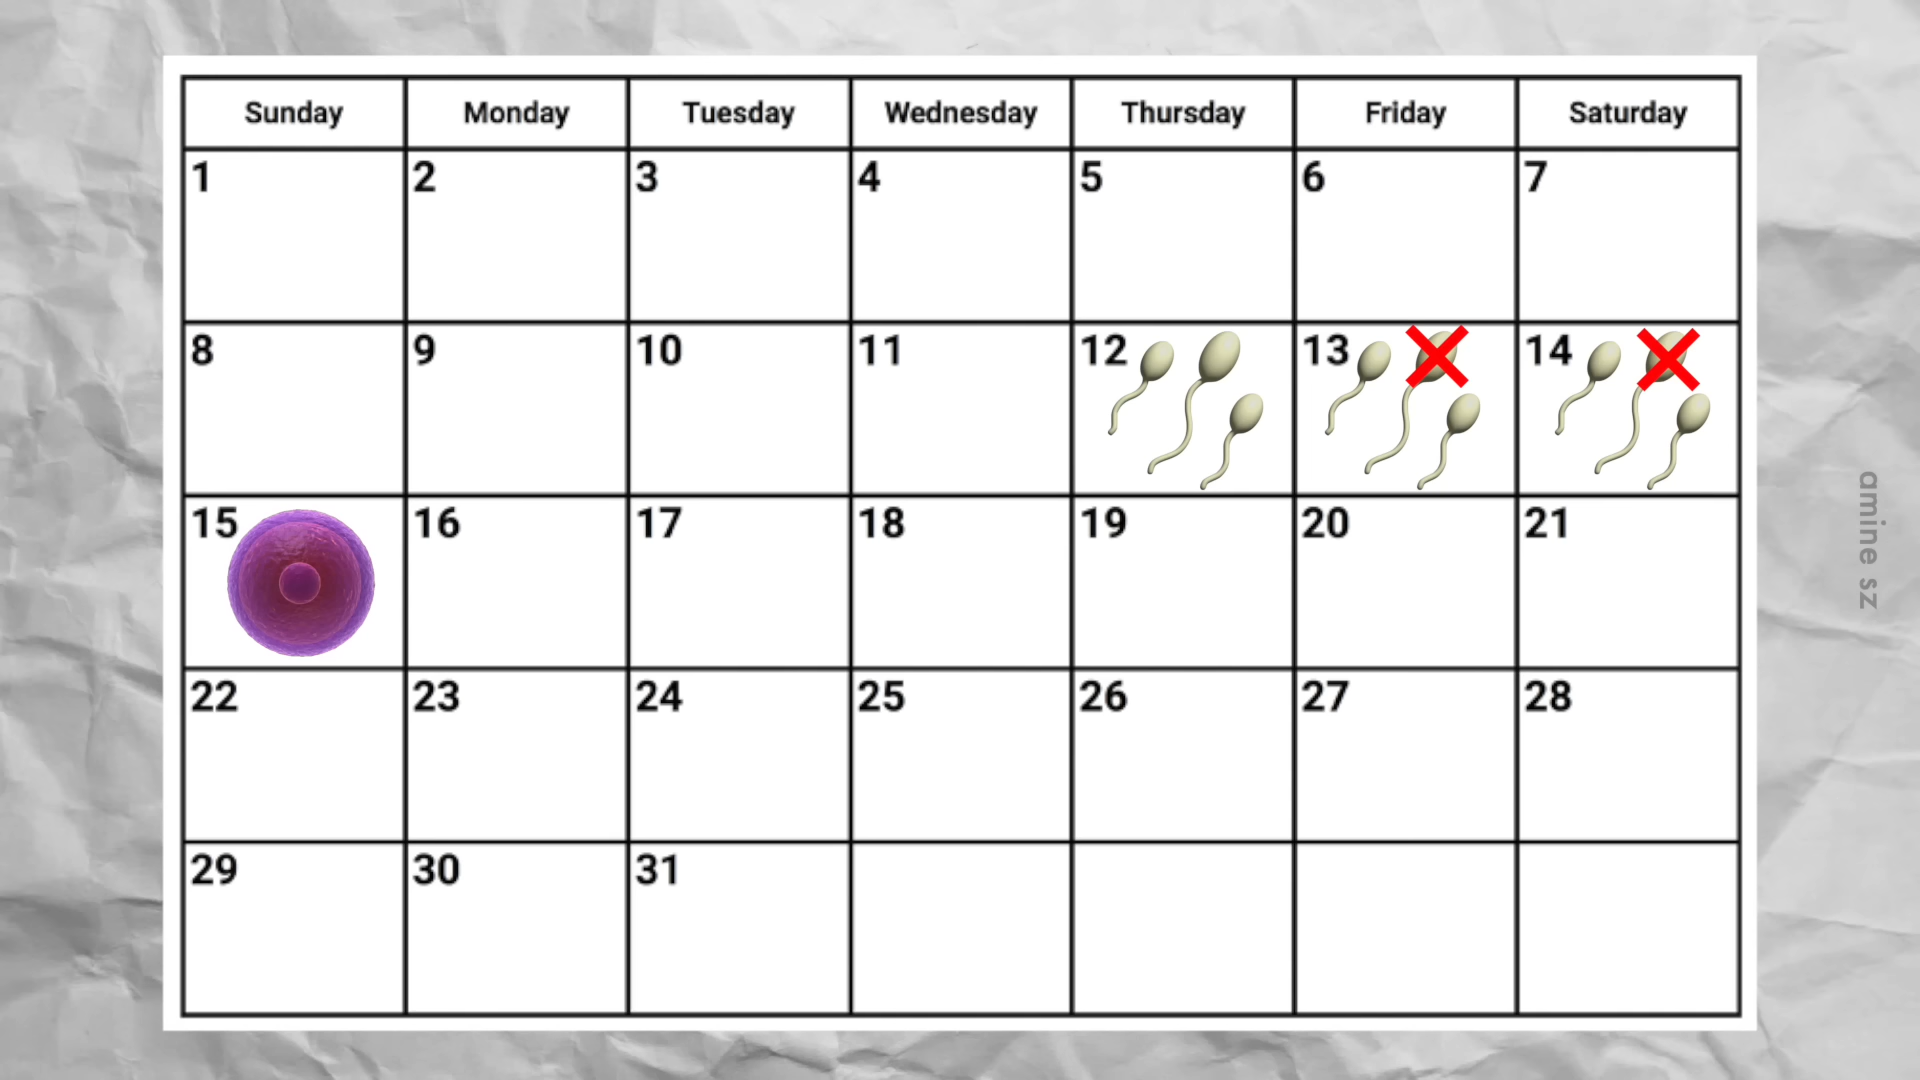 Sunday Monday Tuesday Wednesday Thursday Friday Saturday
1 2 3 4 5 6 7
8 9 10 11 12 13 14
15 16 17 18 19 20 21
22 23 24 25 26 27 28
29 30 31
amine sz